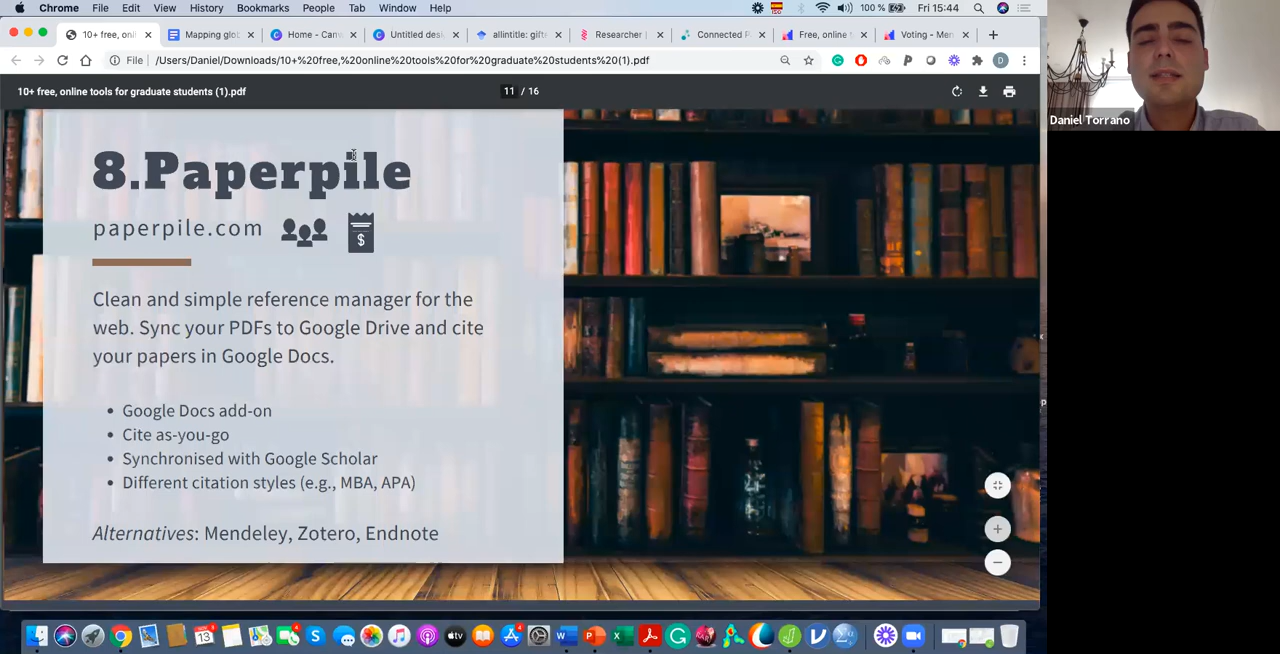 Chrome File Edit View History Bookmarks People Tab Window Help 100 % Fri 15:44
10+ free, onl
Mapping glo
Home - Can
Untitled desi
allintitle: gift
Researcher
Connected P
Free, online t
Voting - Men
File /Users/Daniel/Downloads/10+%20free,%20online%20tools%20for%20graduate%20students%20(1).pdf
10+ free, online tools for graduate students (1).pdf 11 / 16
8.Paperpile
paperpile.com
$
Clean and simple reference manager for the
web. Sync your PDFs to Google Drive and cite
your papers in Google Docs.
• Google Docs add-on
• Cite as-you-go
• Synchronised with Google Scholar
• Different citation styles (e.g., MBA, APA)
Alternatives: Mendeley, Zotero, Endnote
Daniel Torrano